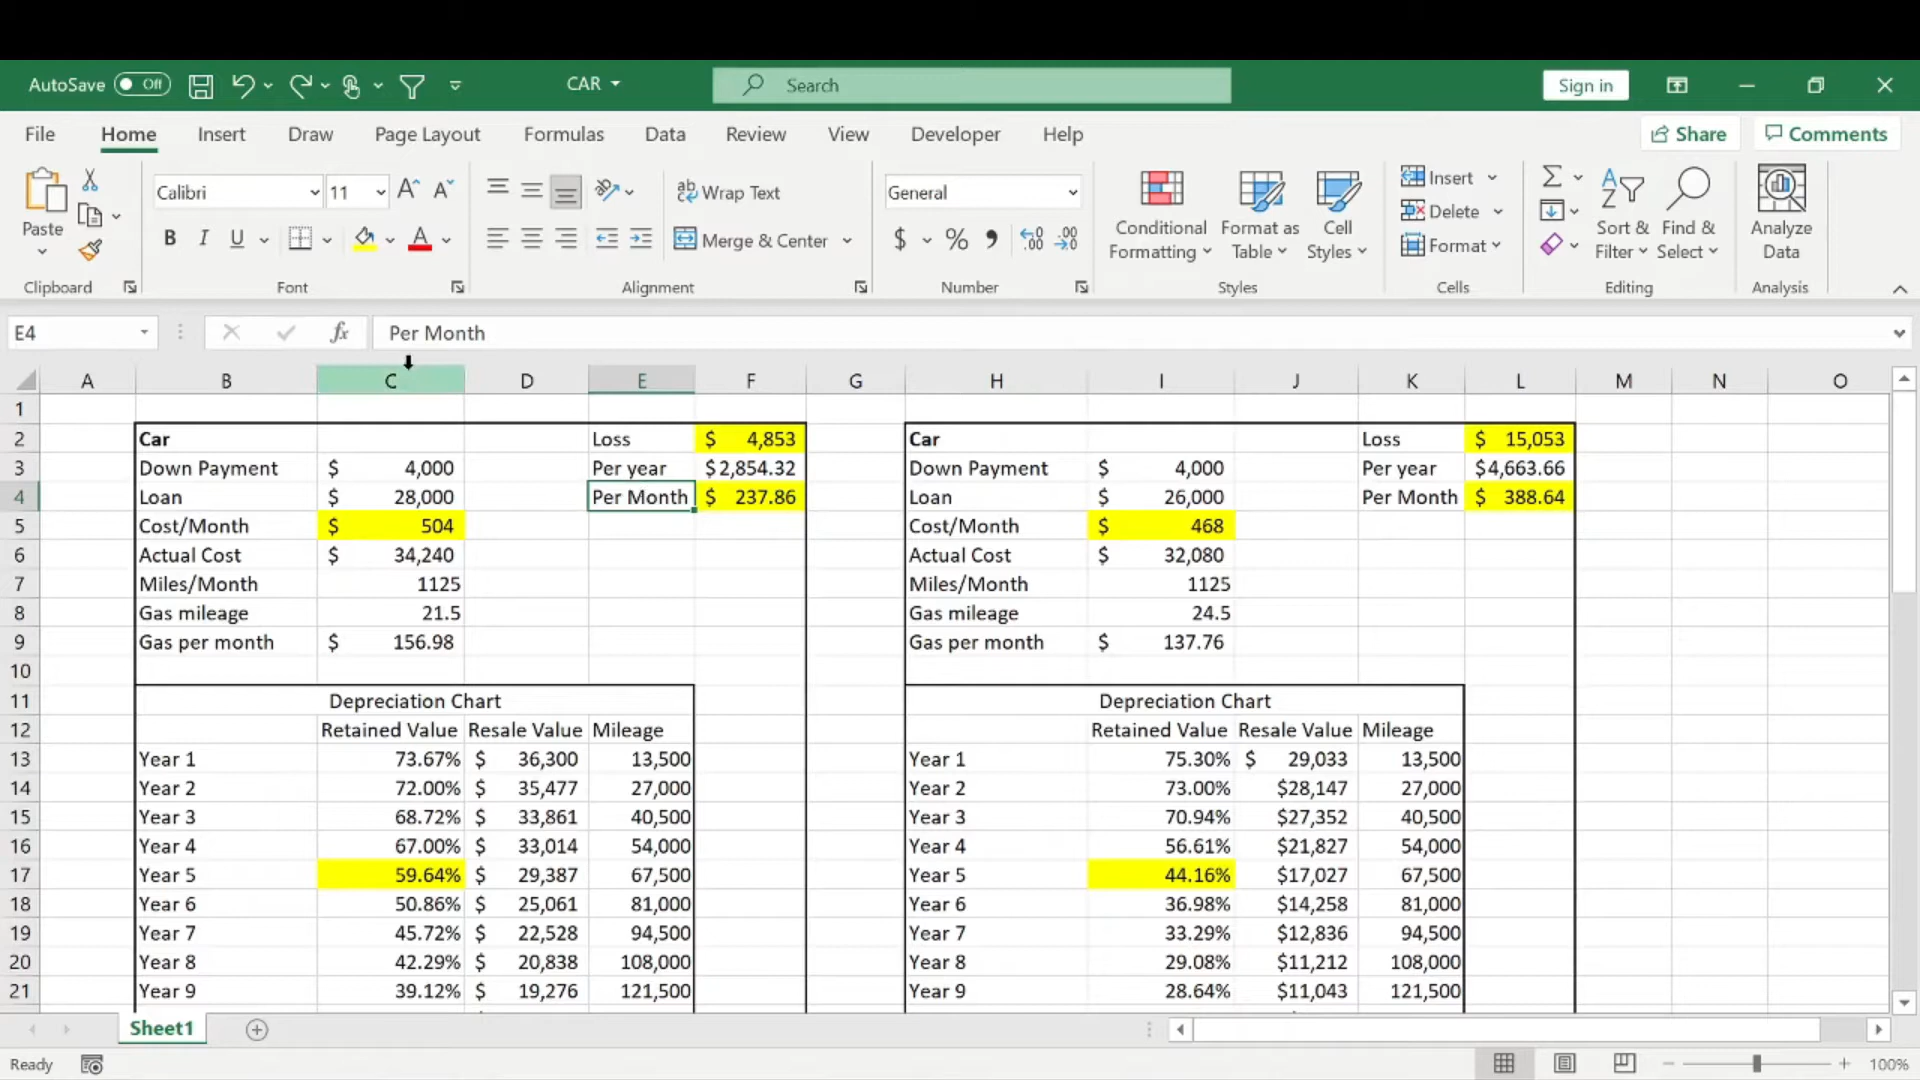 AutoSave Off CAR Search Sign in
File Home Insert Draw Page Layout Formulas Data Review View Developer Help Share Comments
Paste Calibri 11 Wrap Text General Conditional Formatting Format as Table Cell Styles Insert Sort & Filter Find & Select Analyze Data
B I U Merge & Center $ % Delete
Format
Clipboard Font Alignment Number Styles Cells Editing Analysis
E4 fx Per Month
A B C D E F G H I J K L M N O
1
2 Car Loss $ 4,853 Car Loss $ 15,053
3 Down Payment $ 4,000 Per year $2,854.32 Down Payment $ 4,000 Per year $4,663.66
4 Loan $ 28,000 Per Month $ 237.86 Loan $ 26,000 Per Month $ 388.64
5 Cost/Month $ 504 Cost/Month $ 468
6 Actual Cost $ 34,240 Actual Cost $ 32,080
7 Miles/Month 1125 Miles/Month 1125
8 Gas mileage 21.5 Gas mileage 24.5
9 Gas per month $ 156.98 Gas per month $ 137.76
10
11 Depreciation Chart Depreciation Chart
12 Retained Value Resale Value Mileage Retained Value Resale Value Mileage
13 Year 1 73.67% $ 36,300 13,500 Year 1 75.30% $ 29,033 13,500
14 Year 2 72.00% $ 35,477 27,000 Year 2 73.00% $28,147 27,000
15 Year 3 68.72% $ 33,861 40,500 Year 3 70.94% $27,352 40,500
16 Year 4 67.00% $ 33,014 54,000 Year 4 56.61% $21,827 54,000
17 Year 5 59.64% $ 29,387 67,500 Year 5 44.16% $17,027 67,500
18 Year 6 50.86% $ 25,061 81,000 Year 6 36.98% $14,258 81,000
19 Year 7 45.72% $ 22,528 94,500 Year 7 33.29% $12,836 94,500
20 Year 8 42.29% $ 20,838 108,000 Year 8 29.08% $11,212 108,000
21 Year 9 39.12% $ 19,276 121,500 Year 9 28.64% $11,043 121,500
Sheet1
Ready 100%